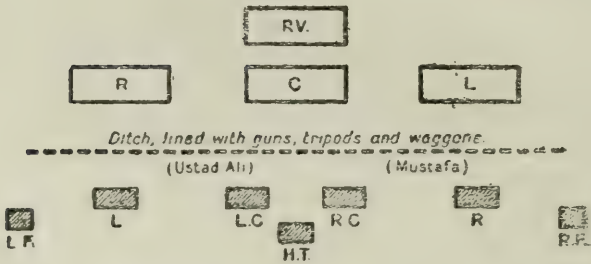 RV.
R C L
Ditch, lined with guns, tripods and waggons.
(Ustad Ali) (Mustafa)
L L.C R C R
L F. H.T. R.F.